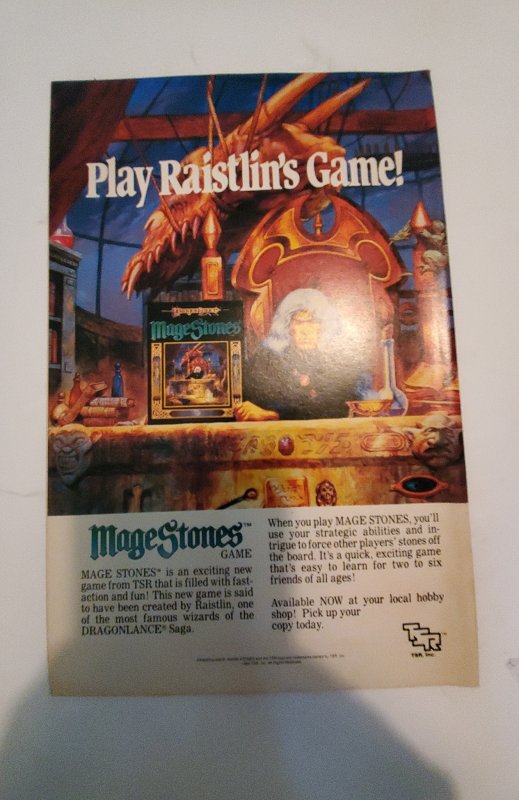 Play Raistlin's Game!
DRAGONLANCE
MageStones
MageStones™
GAME
MAGE STONES™ is an exciting new
game from TSR that is filled with fast-
action and fun! This new game is said
to have been created by Raistlin, one
of the most famous wizards of the
DRAGONLANCE® Saga.
When you play MAGE STONES, you'll
use your strategic abilities and in-
trigue to force other players' stones off
the board. It's a quick, exciting game
that's easy to learn for two to six
friends of all ages!
Available NOW at your local hobby
shop! Pick up your
copy today.
TSR™
TSR, Inc.